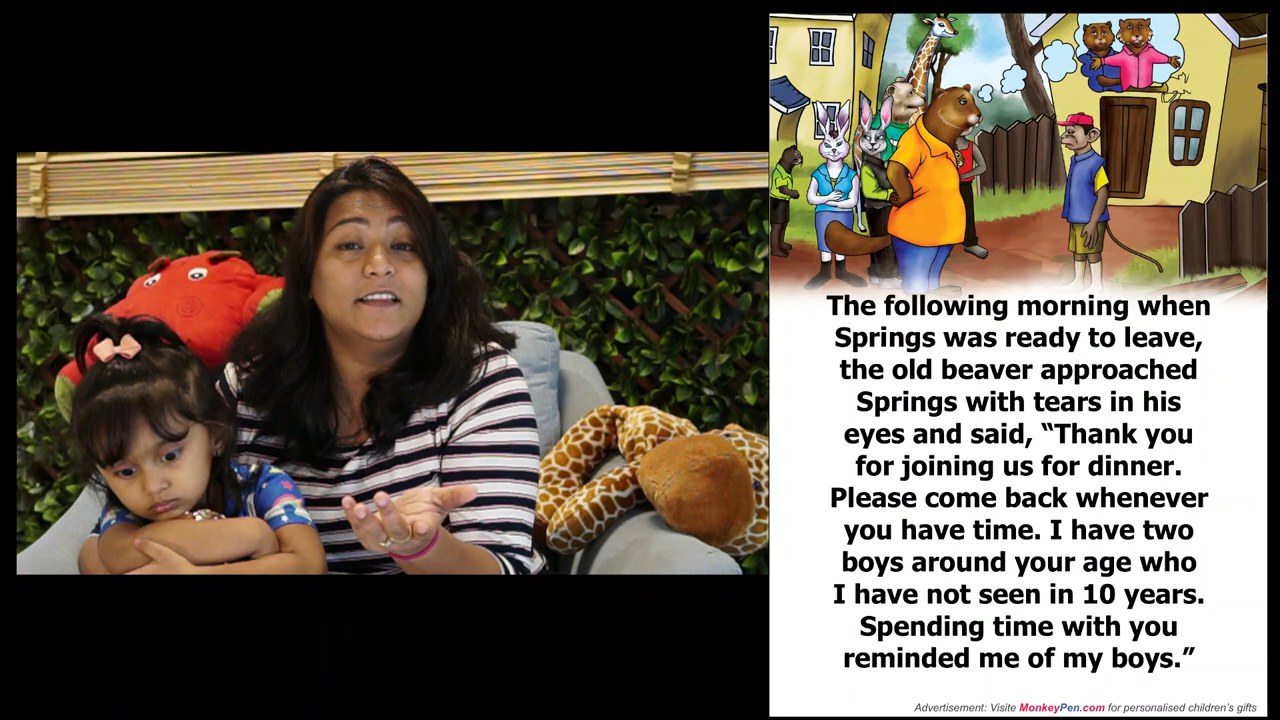 The following morning when
Springs was ready to leave,
the old beaver approached
Springs with tears in his
eyes and said, “Thank you
for joining us for dinner.
Please come back whenever
you have time. I have two
boys around your age who
I have not seen in 10 years.
Spending time with you
reminded me of my boys.”
Advertisement: Visite MonkeyPen.com for personalised children's gifts